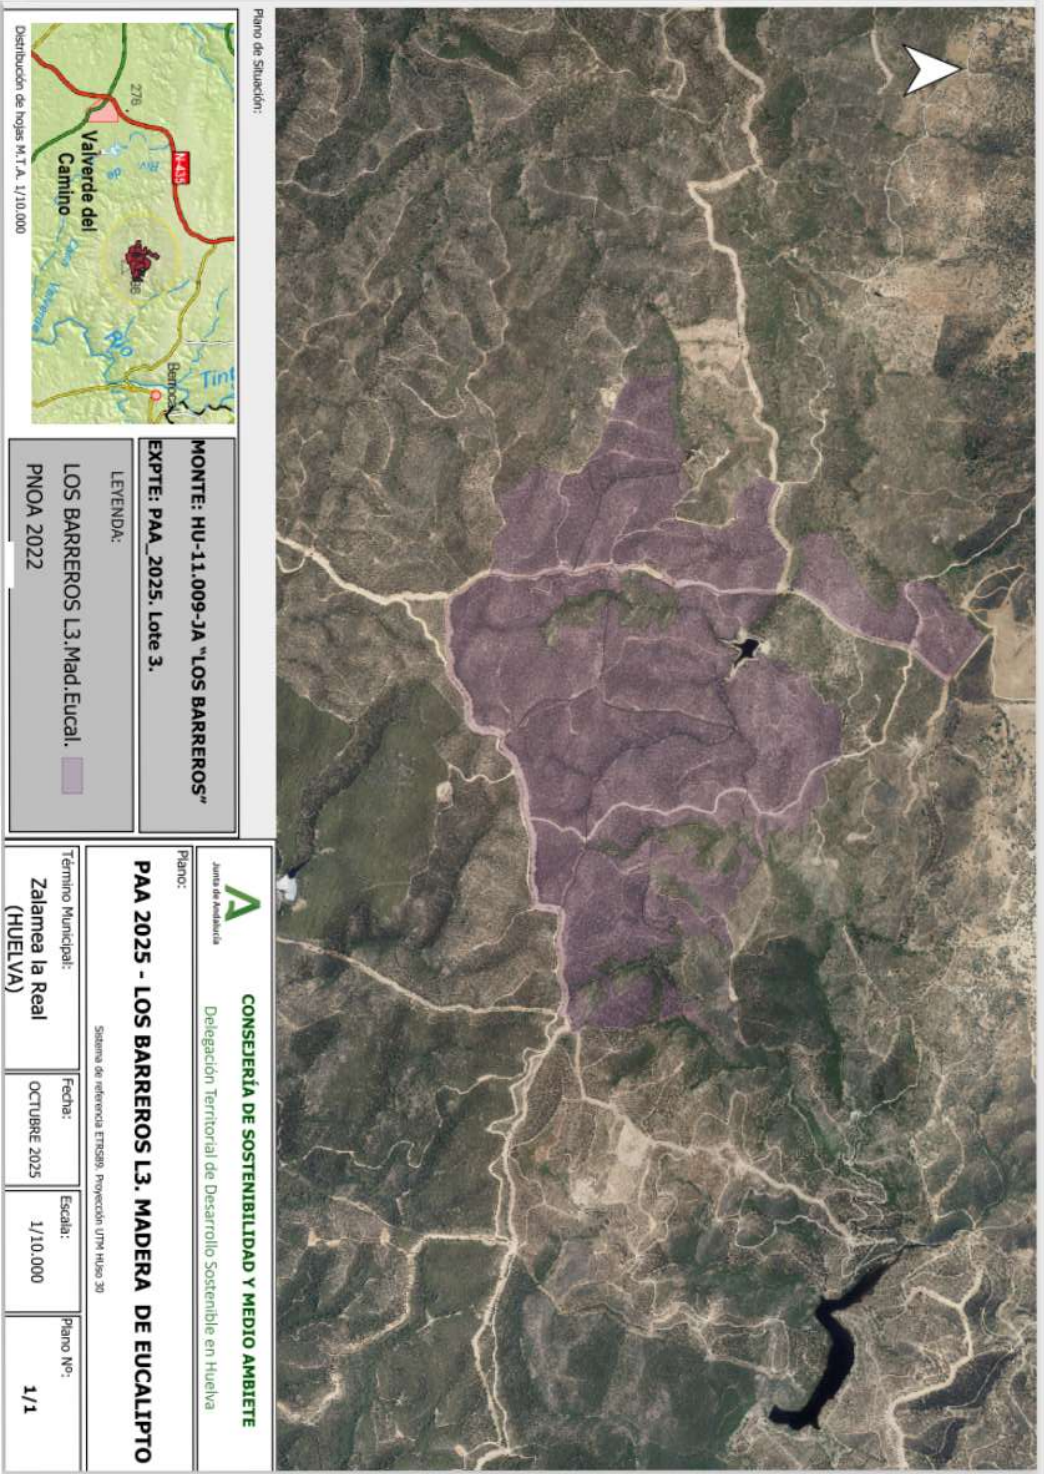 Plano de Situación:
278
N-435
Valverde del
Camino
Río
Tint
Berrocal
Distribución de hojas M.T.A. 1/10.000
MONTE: HU-11.009-JA "LOS BARREROS"
EXPTE: PAA_2025. Lote 3.
LEYENDA:
LOS BARREROS L3.Mad.Eucal.
PNOA 2022
Junta de Andalucía
CONSEJERÍA DE SOSTENIBILIDAD Y MEDIO AMBIETE
Delegación Territorial de Desarrollo Sostenible en Huelva
Plano:
PAA 2025 - LOS BARREROS L3. MADERA DE EUCALIPTO
Sistema de referencia ETRS89. Proyección UTM HUso 30
Término Municipal:
Zalamea la Real
(HUELVA)
Fecha:
OCTUBRE 2025
Escala:
1/10.000
Plano Nº:
1/1